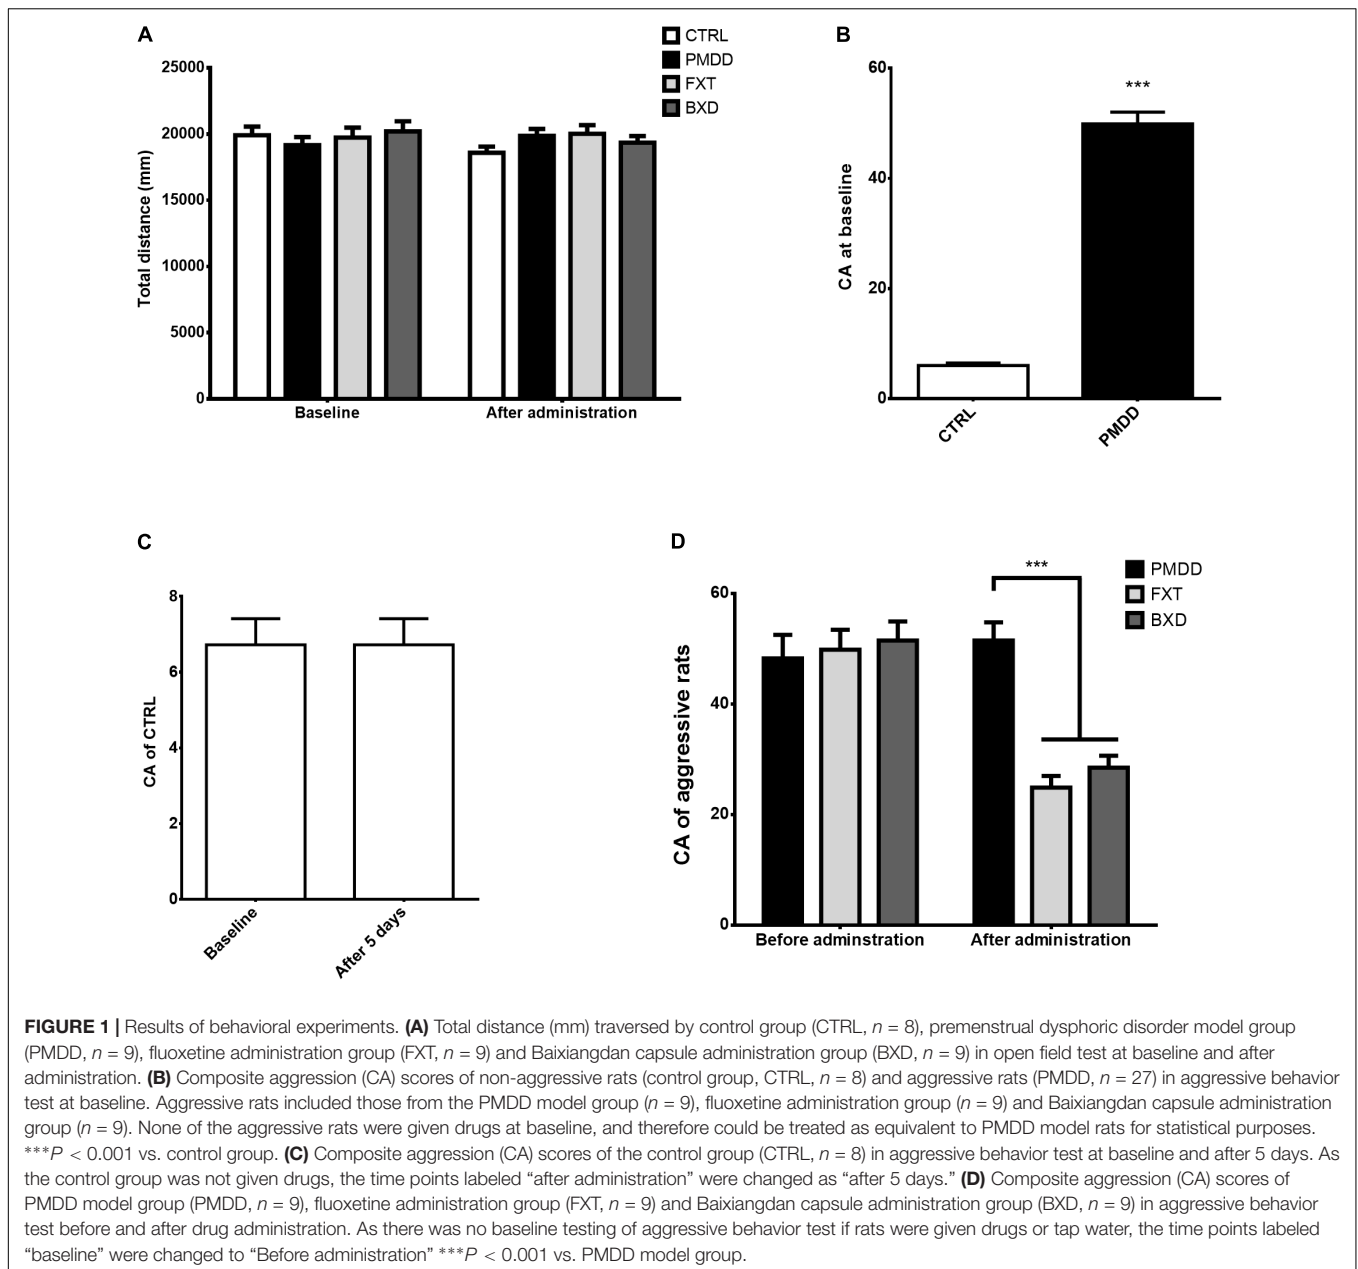 A
CTRL
PMDD
FXT
BXD
25000
20000
15000
10000
5000
0
Total distance (mm)
Baseline
After administration
B
60
40
20
0
CA at baseline
***
CTRL
PMDD
C
8
6
4
2
0
CA of CTRL
Baseline
After 5 days
D
PMDD
FXT
BXD
***
60
40
20
0
CA of aggressive rats
Before adminstration
After administration
FIGURE 1 | Results of behavioral experiments. (A) Total distance (mm) traversed by control group (CTRL, n = 8), premenstrual dysphoric disorder model group
(PMDD, n = 9), fluoxetine administration group (FXT, n = 9) and Baixiangdan capsule administration group (BXD, n = 9) in open field test at baseline and after
administration. (B) Composite aggression (CA) scores of non-aggressive rats (control group, CTRL, n = 8) and aggressive rats (PMDD, n = 27) in aggressive behavior
test at baseline. Aggressive rats included those from the PMDD model group (n = 9), fluoxetine administration group (n = 9) and Baixiangdan capsule administration
group (n = 9). None of the aggressive rats were given drugs at baseline, and therefore could be treated as equivalent to PMDD model rats for statistical purposes.
***P < 0.001 vs. control group. (C) Composite aggression (CA) scores of the control group (CTRL, n = 8) in aggressive behavior test at baseline and after 5 days. As
the control group was not given drugs, the time points labeled “after administration” were changed as “after 5 days.” (D) Composite aggression (CA) scores of
PMDD model group (PMDD, n = 9), fluoxetine administration group (FXT, n = 9) and Baixiangdan capsule administration group (BXD, n = 9) in aggressive behavior
test before and after drug administration. As there was no baseline testing of aggressive behavior test if rats were given drugs or tap water, the time points labeled
“baseline” were changed to “Before administration” ***P < 0.001 vs. PMDD model group.